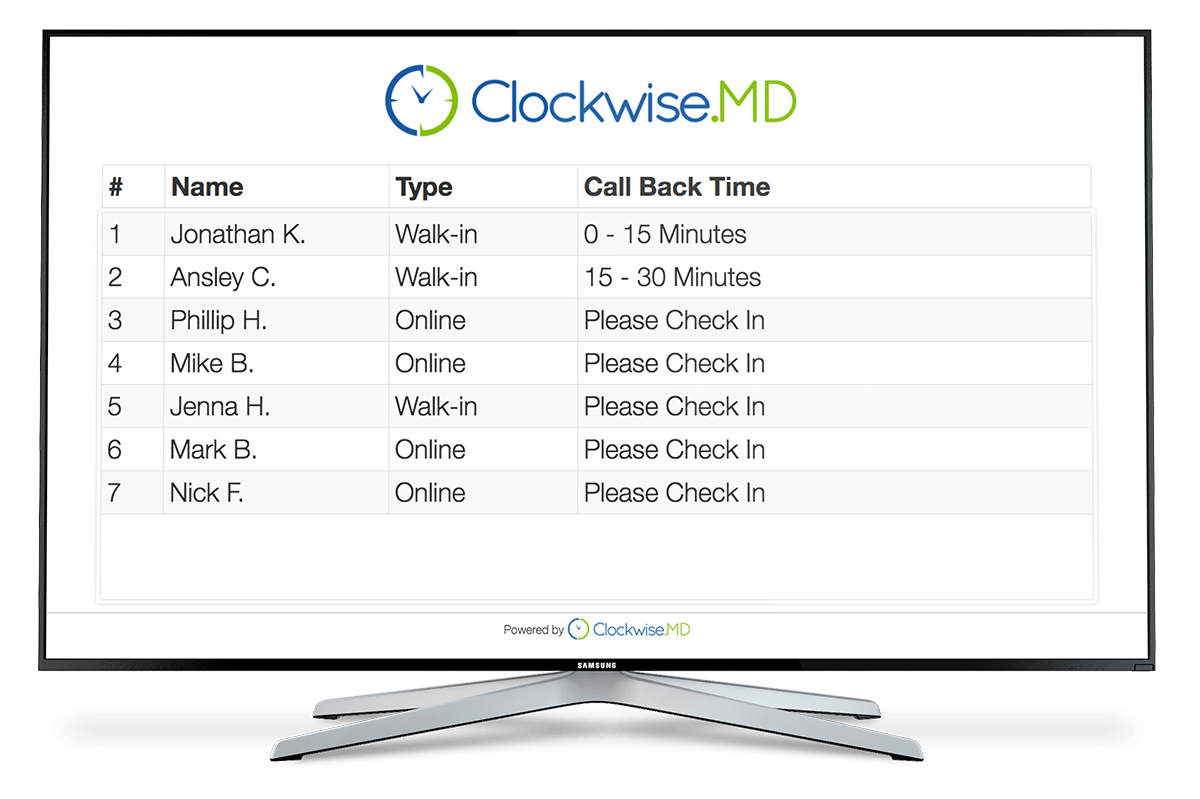 Clockwise.MD
# Name Type Call Back Time
1 Jonathan K. Walk-in 0 - 15 Minutes
2 Ansley C. Walk-in 15 - 30 Minutes
3 Phillip H. Online Please Check In
4 Mike B. Online Please Check In
5 Jenna H. Walk-in Please Check In
6 Mark B. Online Please Check In
7 Nick F. Online Please Check In
Powered by Clockwise.MD
SAMSUNG